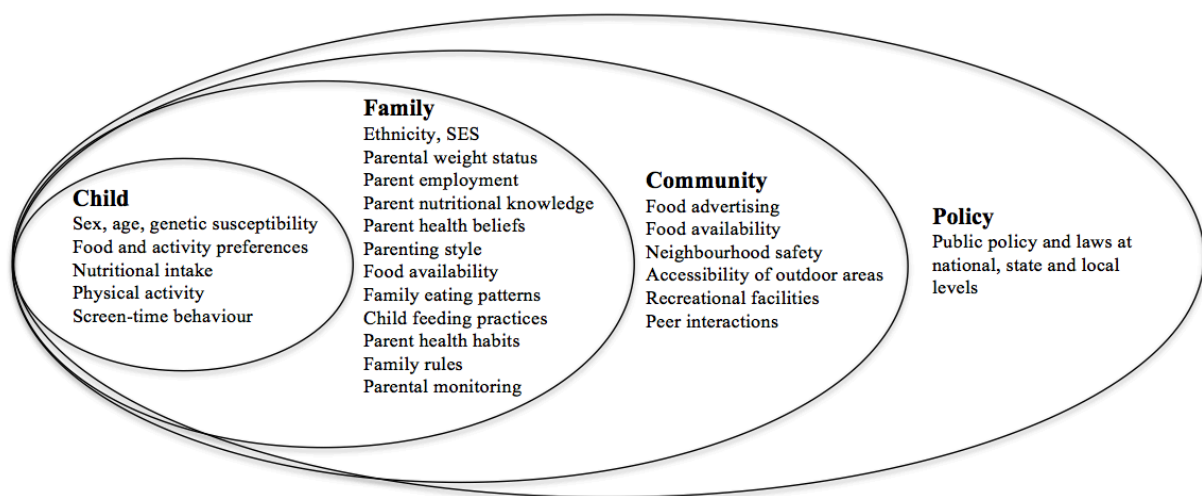 Child
Sex, age, genetic susceptibility
Food and activity preferences
Nutritional intake
Physical activity
Screen-time behaviour
Family
Ethnicity, SES
Parental weight status
Parent employment
Parent nutritional knowledge
Parent health beliefs
Parenting style
Food availability
Family eating patterns
Child feeding practices
Parent health habits
Family rules
Parental monitoring
Community
Food advertising
Food availability
Neighbourhood safety
Accessibility of outdoor areas
Recreational facilities
Peer interactions
Policy
Public policy and laws at
national, state and local
levels